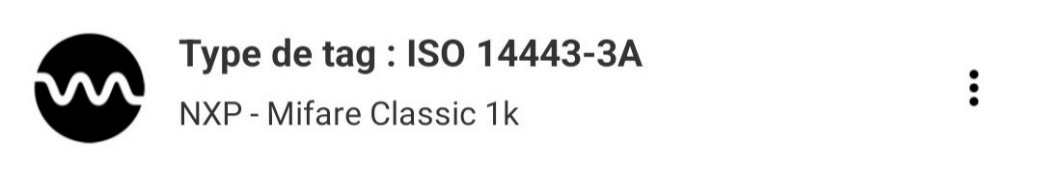 Type de tag : ISO 14443-3A
NXP - Mifare Classic 1k